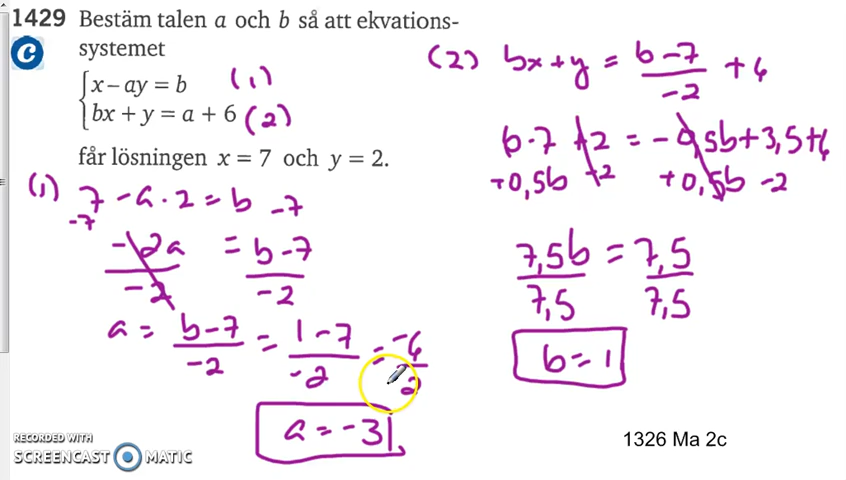 1429 Bestäm talen a och b så att ekvations-
systemet
x – ay = b (1)
bx + y = a + 6 (2)
får lösningen x = 7 och y = 2.
(1) 7 - a · 2 = b - 7
-7
-2a = b - 7
-2 -2
a = b-7 = 1-7 = -6
-2 -2 2
a = -3
(2) bx + y = b-7 + 6
-2
b·7 +2 = -0,5b + 3,5 + 6
+0,5b -2 +0,5b -2
7,5b = 7,5
7,5 7,5
b = 1
C
RECORDED WITH
SCREENCAST MATIC
1326 Ma 2c